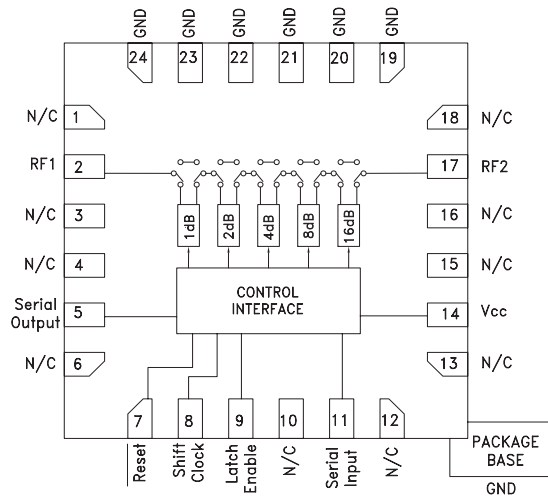 GND
GND
GND
GND
GND
GND
24
23
22
21
20
19
N/C
1
18
N/C
RF1
2
17
RF2
N/C
3
1dB
2dB
4dB
8dB
16dB
16
N/C
N/C
4
15
N/C
CONTROL
INTERFACE
Serial
Output
5
14
Vcc
N/C
6
13
N/C
7
8
9
10
11
12
Reset
Shift
Clock
Latch
Enable
N/C
Serial
Input
N/C
PACKAGE
BASE
GND